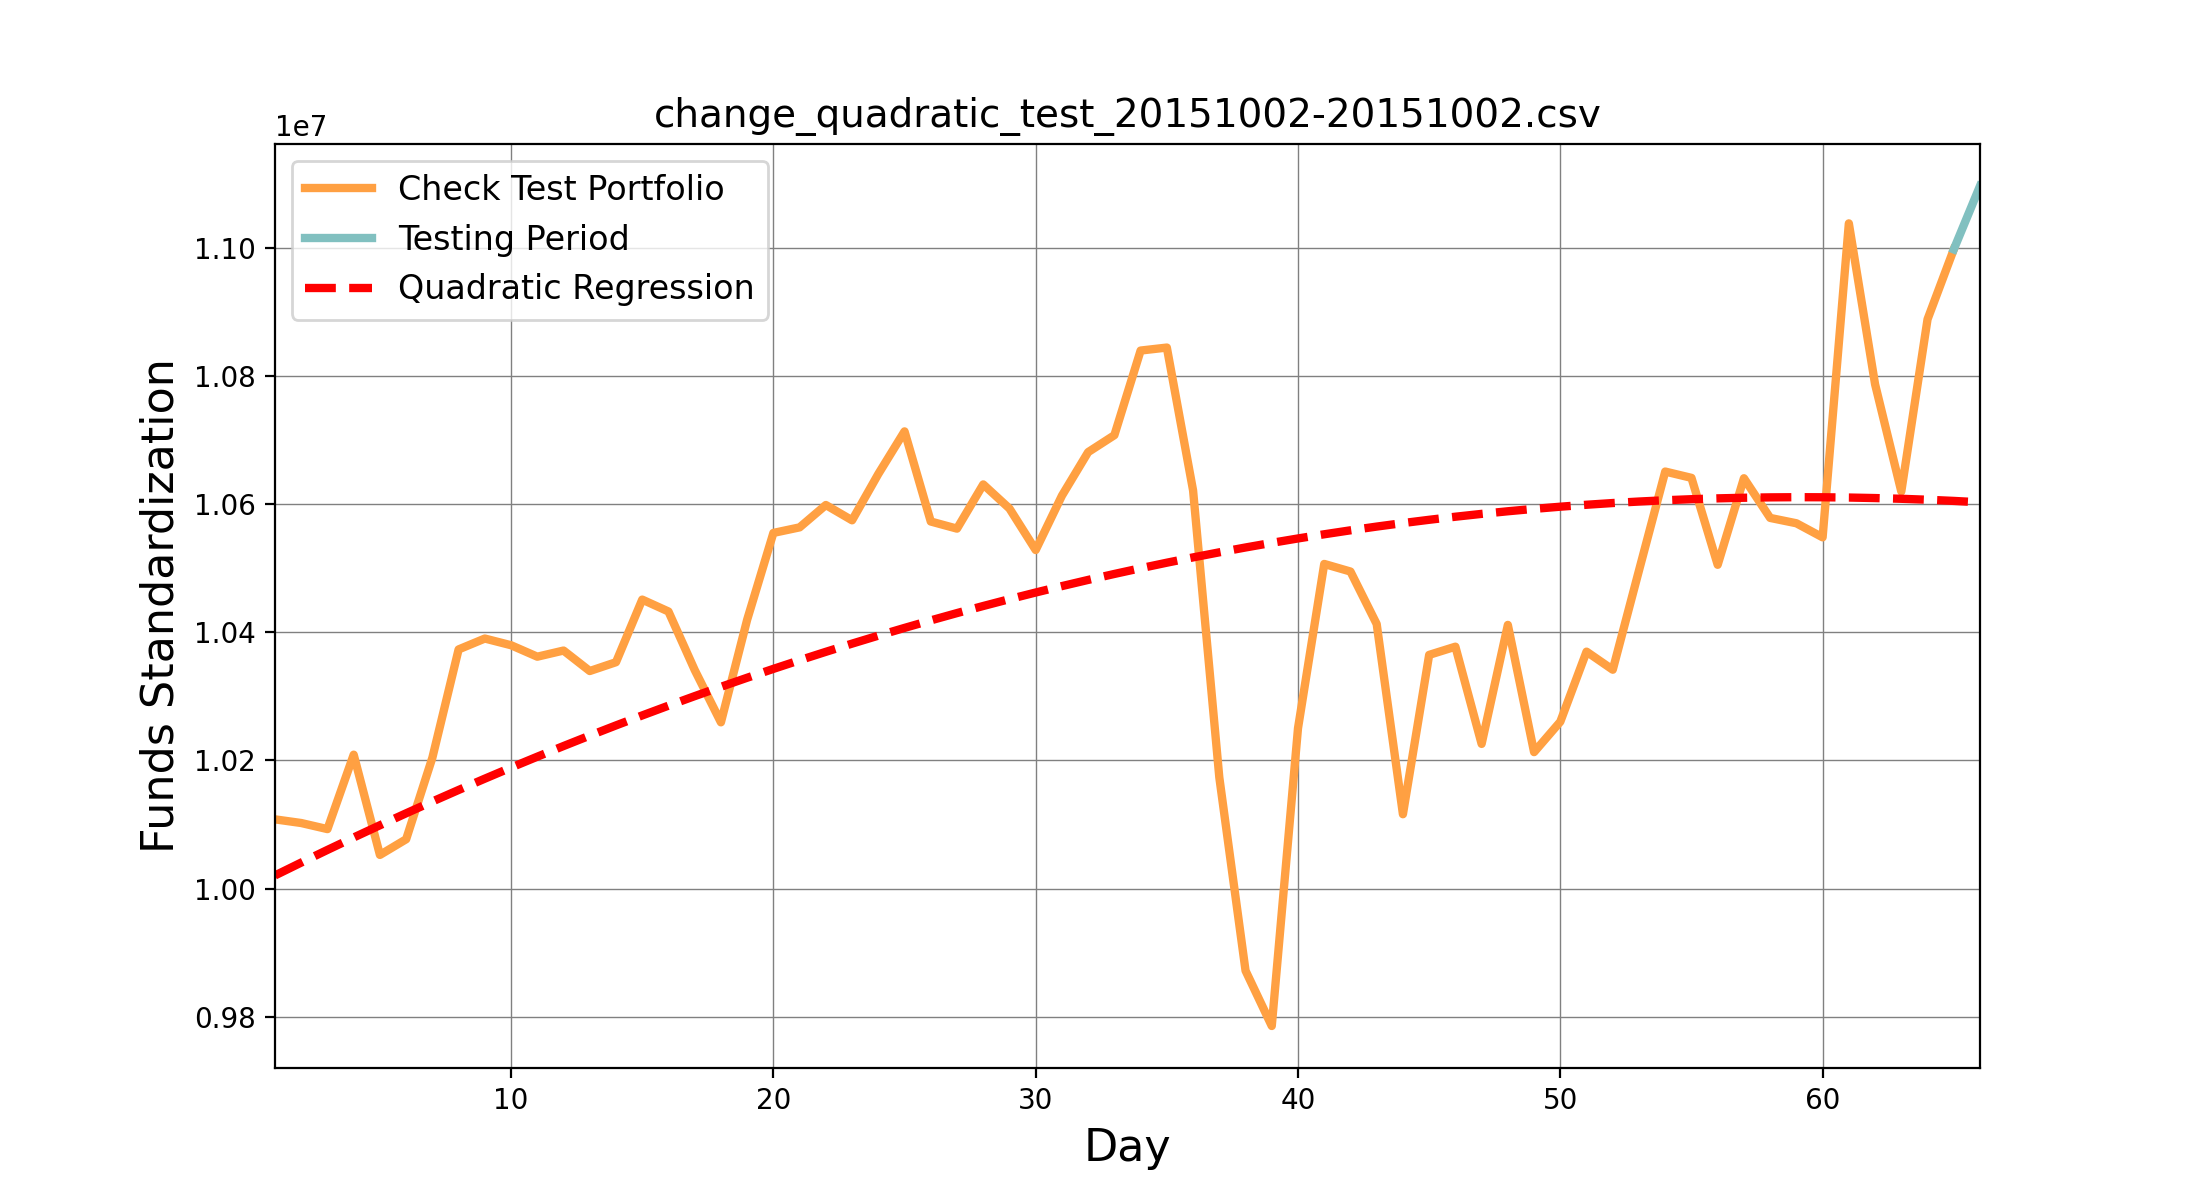 change_quadratic_test_20151002-20151002.csv
1e7
Check Test Portfolio
Testing Period
Quadratic Regression
Funds Standardization
1.10
1.08
1.06
1.04
1.02
1.00
0.98
10 20 30 40 50 60
Day